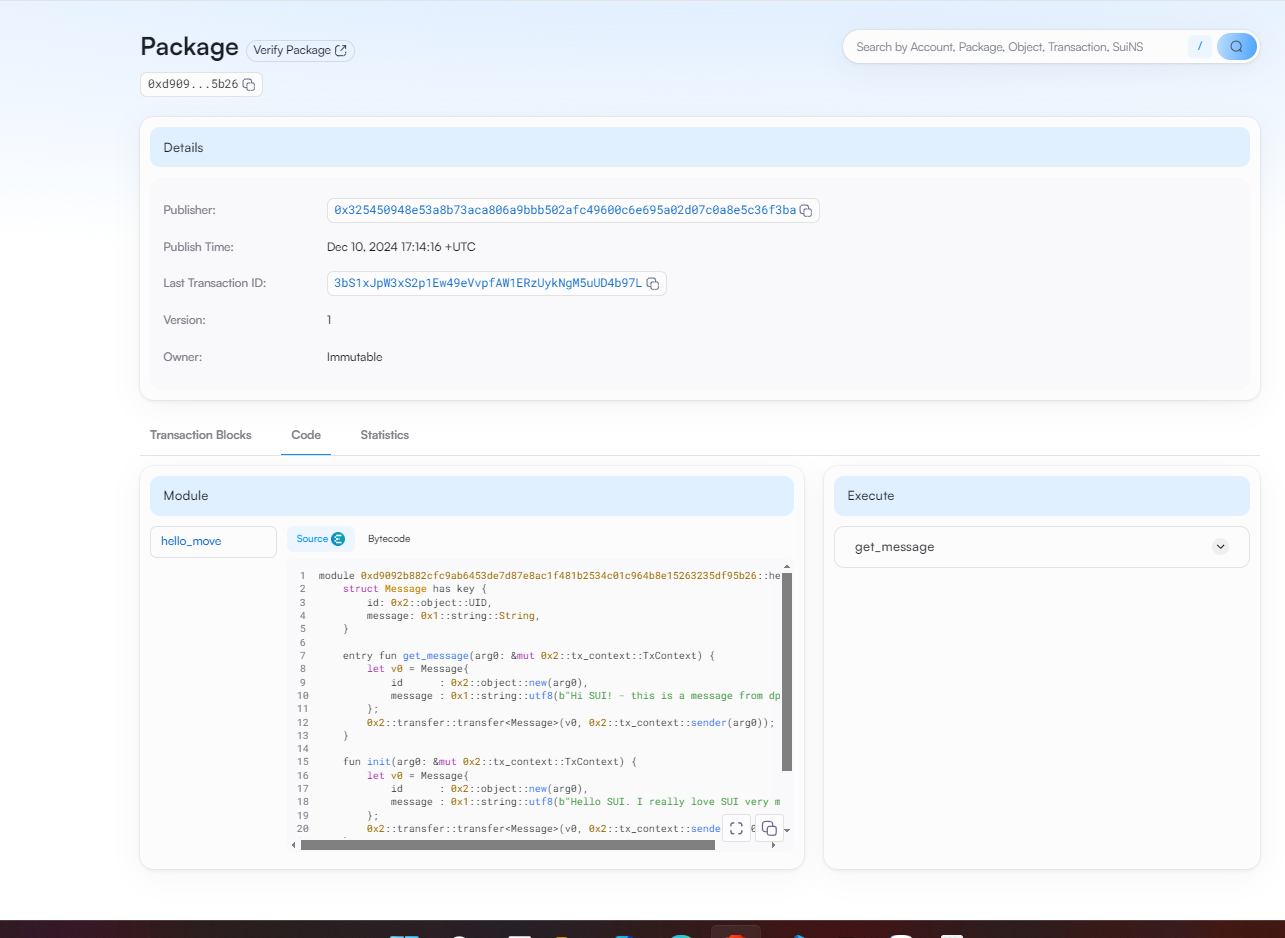 Package
Verify Package
Search by Account, Package, Object, Transaction, SuiNS
/
0xd909...5b26
Details
Publisher:
0x325450948e53a8b73aca806a9bbb502afc49600c6e695a02d07c0a8e5c36f3ba
Publish Time:
Dec 10, 2024 17:14:16 +UTC
Last Transaction ID:
3bS1xJpW3xS2p1Ew49eVvpfAW1ERzUykNgM5uUD4b97L
Version:
1
Owner:
Immutable
Transaction Blocks
Code
Statistics
Module
hello_move
Source
Bytecode
1 module 0xd9092b882cfc9ab6453de7d87e8ac1f481b2534c01c964b8e15263235df95b26::he
2 struct Message has key {
3 id: 0x2::object::UID,
4 message: 0x1::string::String,
5 }
6
7 entry fun get_message(arg0: &mut 0x2::tx_context::TxContext) {
8 let v0 = Message{
9 id : 0x2::object::new(arg0),
10 message : 0x1::string::utf8(b"Hi SUI! - this is a message from dp
11 };
12 0x2::transfer::transfer<Message>(v0, 0x2::tx_context::sender(arg0));
13 }
14
15 fun init(arg0: &mut 0x2::tx_context::TxContext) {
16 let v0 = Message{
17 id : 0x2::object::new(arg0),
18 message : 0x1::string::utf8(b"Hello SUI. I really love SUI very m
19 };
20 0x2::transfer::transfer<Message>(v0, 0x2::tx_context::sende
Execute
get_message